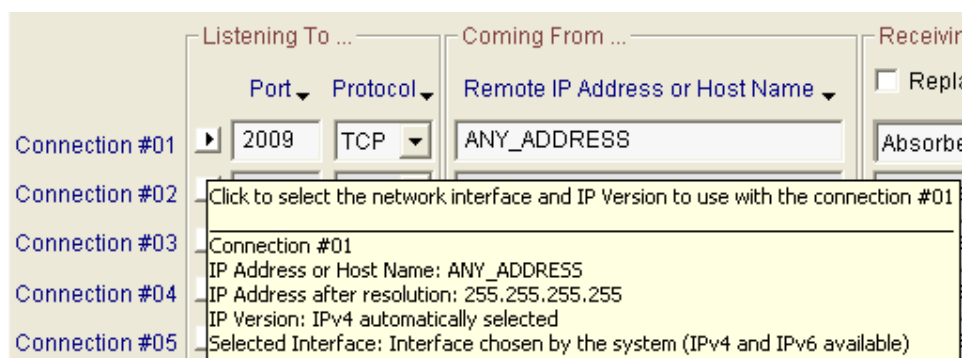 Listening To ... Coming From ... Receivin
Port Protocol Remote IP Address or Host Name Repla
Connection #01 2009 TCP ANY_ADDRESS Absorbe
Connection #02 Click to select the network interface and IP Version to use with the connection #01
Connection #03 Connection #01
IP Address or Host Name: ANY_ADDRESS
Connection #04 IP Address after resolution: 255.255.255.255
IP Version: IPv4 automatically selected
Connection #05 Selected Interface: Interface chosen by the system (IPv4 and IPv6 available)